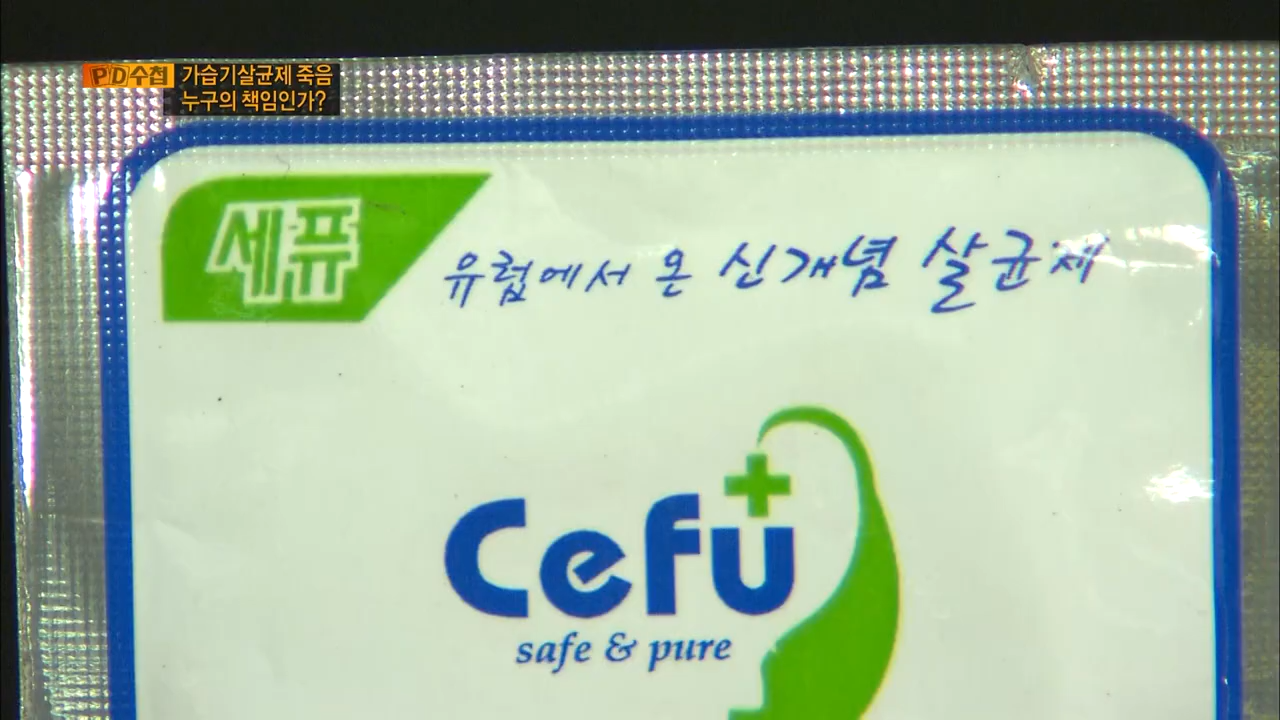 PD수첩 가습기살균제 죽음
누구의 책임인가?
세퓨
유럽에서 온 신개념 살균제
Cefu
safe & pure